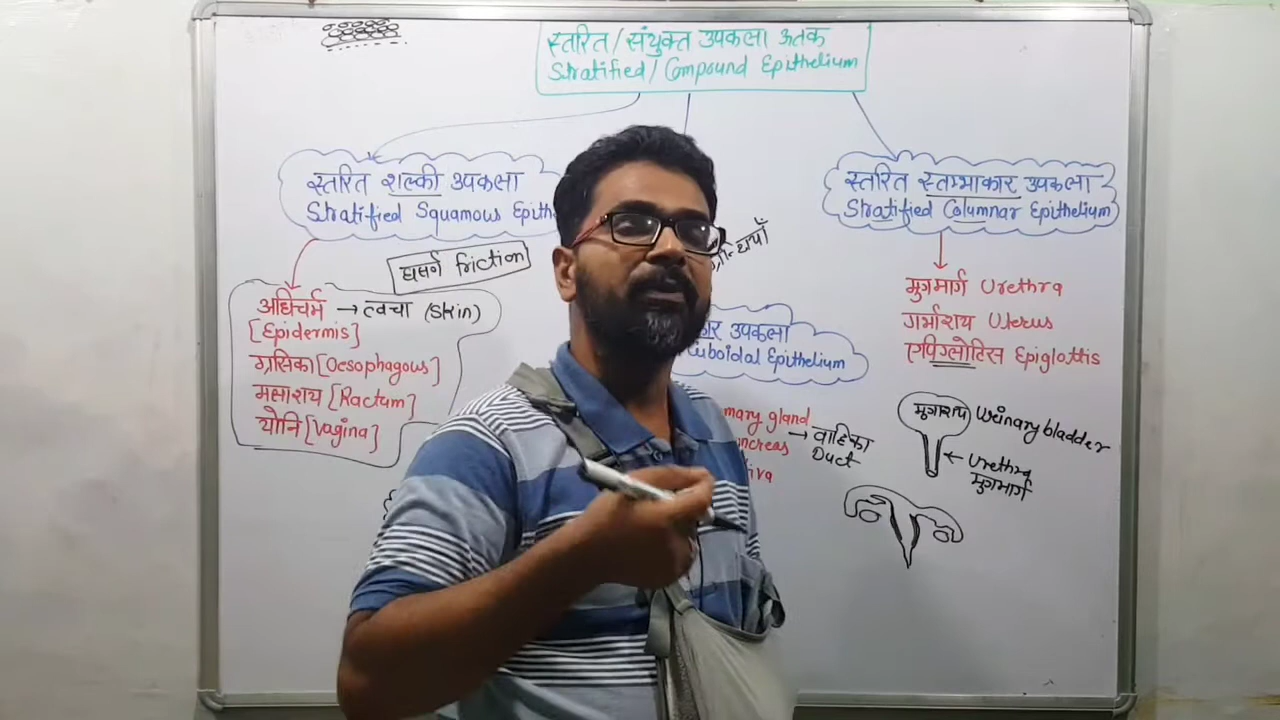 स्तरित/संयुक्त उपकला ऊतक
Stratified/Compound Epithelium
स्तरित शल्की उपकला
Stratified Squamous Epith
घर्सण friction
अधिचर्म → त्वचा (Skin)
[Epidermis]
ग्रसिका [Oesophagous]
मलाशय [Ractum]
योनि [Vagina]
कार उपकला
uboidal Epithelium
mary gland
ncreas → वाहिका
Duct
iva
स्तरित स्तम्भाकार उपकला
Stratified Columnar Epithelium
मुत्रमार्ग Urethra
गर्भाशय Uterus
एपिग्लोटिस Epiglottis
मुत्राशय Urinary bladder
← Urethra
मुत्रमार्ग